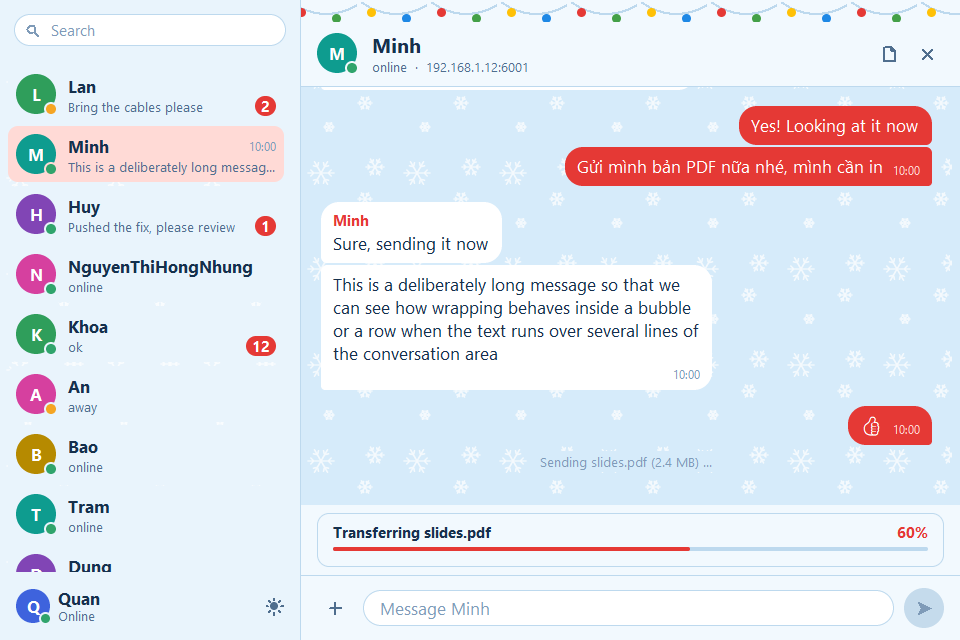 Search
L
Lan
Bring the cables please
2
M
Minh
10:00
This is a deliberately long messag...
H
Huy
Pushed the fix, please review
1
N
NguyenThiHongNhung
online
K
Khoa
ok
12
A
An
away
B
Bao
online
T
Tram
online
D
Dung
Q
Quan
Online
M
Minh
online · 192.168.1.12:6001
Yes! Looking at it now
Gửi mình bản PDF nữa nhé, mình cần in 10:00
Minh
Sure, sending it now
This is a deliberately long message so that we
can see how wrapping behaves inside a bubble
or a row when the text runs over several lines of
the conversation area
10:00
10:00
Sending slides.pdf (2.4 MB) ...
Transferring slides.pdf
60%
Message Minh